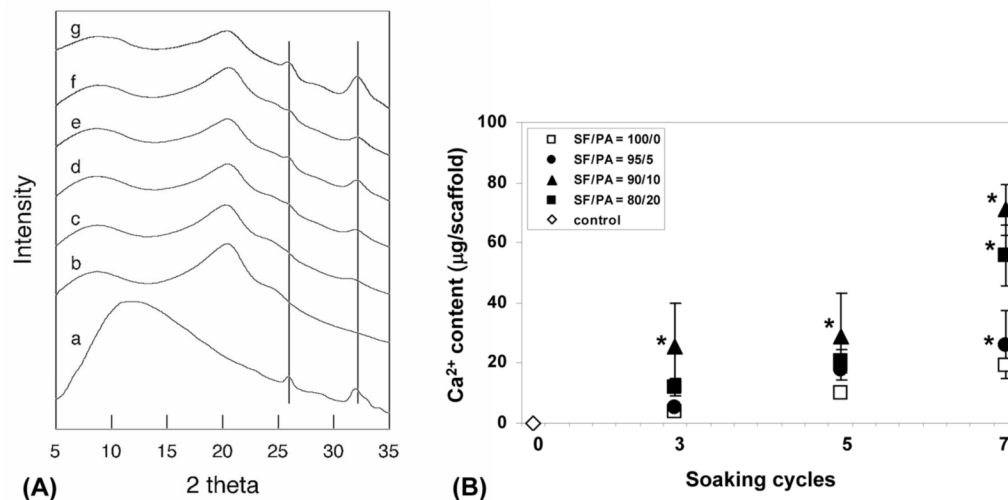 g
f
e
d
c
b
a
Intensity
5 10 15 20 25 30 35
2 theta
(A)
100
80
60
40
20
0
SF/PA = 100/0
SF/PA = 95/5
SF/PA = 90/10
SF/PA = 80/20
control
*
*
*
*
*
Ca²⁺ content (μg/scaffold)
0 3 5 7
Soaking cycles
(B)